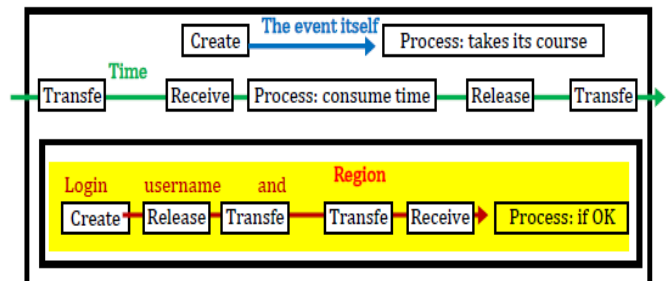 The event itself
Create
Process: takes its course
Time
Transfe
Receive
Process: consume time
Release
Transfe
Region
Login username and
Create
Release
Transfe
Transfe
Receive
Process: if OK